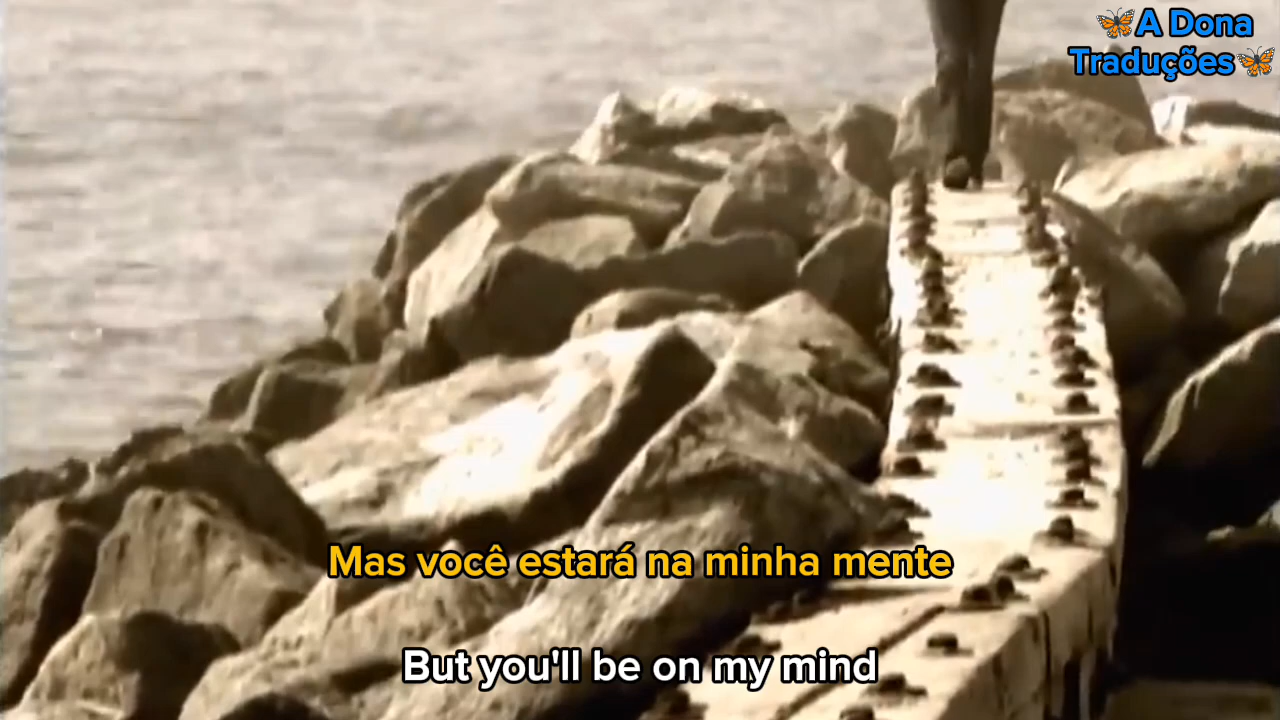 🦋A Dona
Traduções🦋
Mas você estará na minha mente
But you'll be on my mind